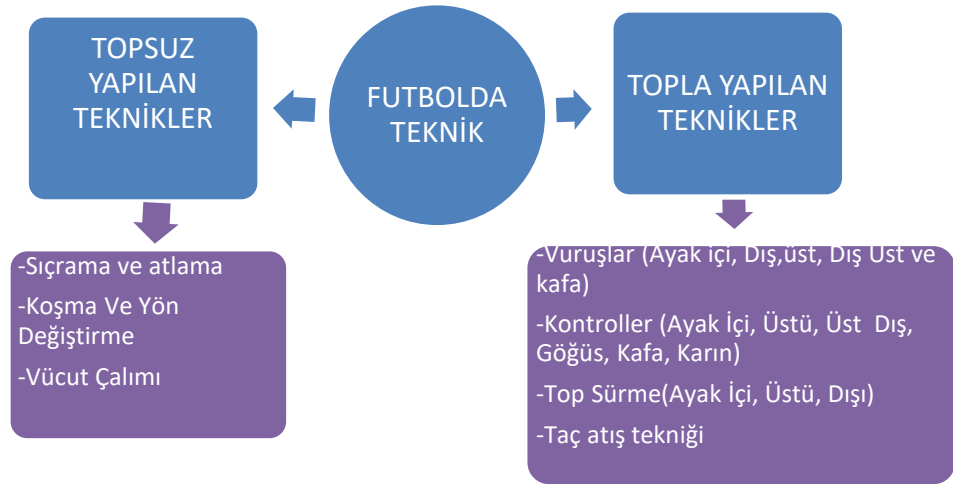 TOPSUZ
YAPILAN
TEKNİKLER
FUTBOLDA
TEKNİK
TOPLA YAPILAN
TEKNİKLER
-Sıçrama ve atlama
-Koşma Ve Yön
Değiştirme
-Vücut Çalımı
-Vuruşlar (Ayak içi, Dış,üst, Dış Üst ve
kafa)
-Kontroller (Ayak İçi, Üstü, Üst  Dış,
Göğüs, Kafa, Karın)
-Top Sürme(Ayak İçi, Üstü, Dışı)
-Taç atış tekniği